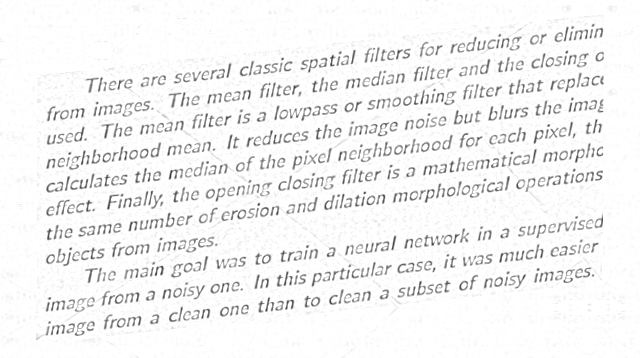 There are several classic spatial filters for reducing or elimin
from images. The mean filter, the median filter and the closing o
used. The mean filter is a lowpass or smoothing filter that replace
neighborhood mean. It reduces the image noise but blurs the imag
calculates the median of the pixel neighborhood for each pixel, th
effect. Finally, the opening closing filter is a mathematical morpho
the same number of erosion and dilation morphological operations
objects from images.
The main goal was to train a neural network in a supervised
image from a noisy one. In this particular case, it was much easier
image from a clean one than to clean a subset of noisy images.